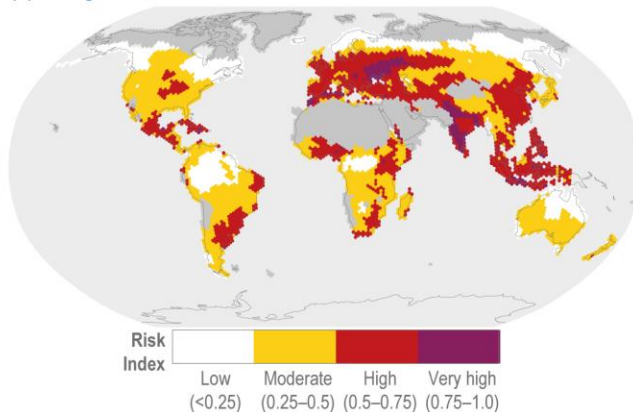 Risk
Index
Low
(<0.25)
Moderate
(0.25–0.5)
High
(0.5–0.75)
Very high
(0.75–1.0)